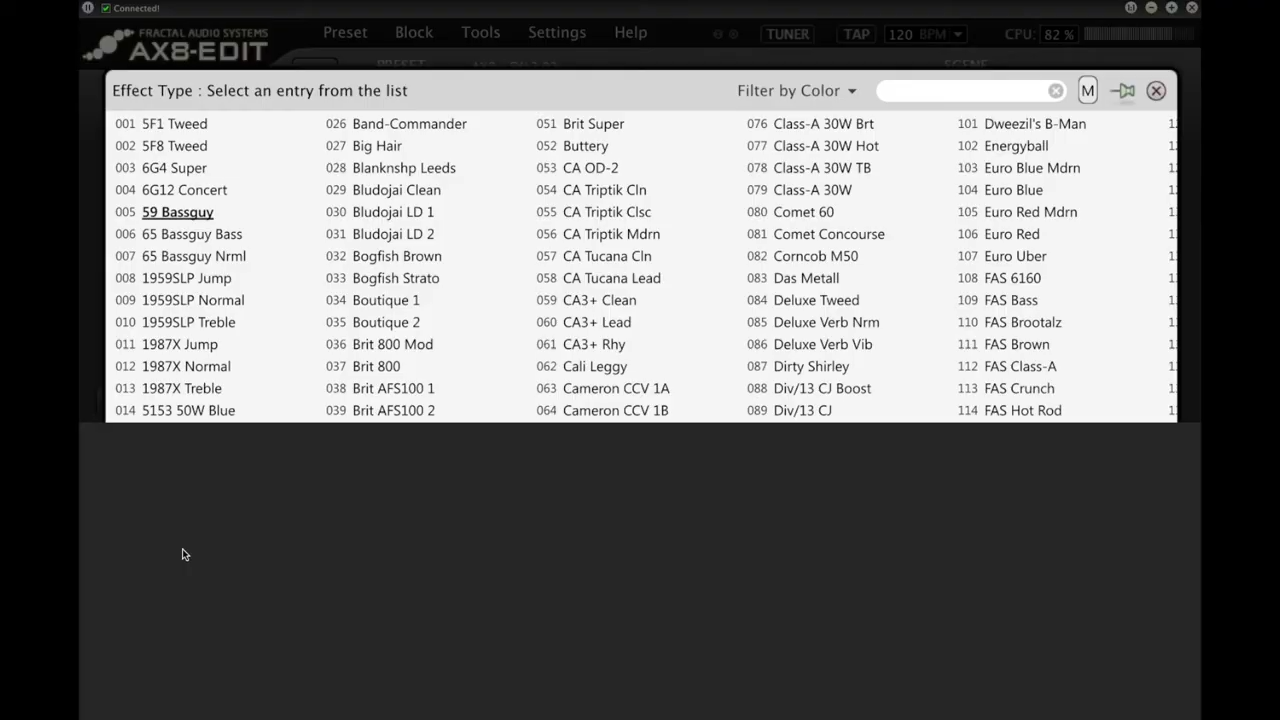 Connected!
FRACTAL AUDIO SYSTEMS
AX8-EDIT
Preset Block Tools Settings Help TUNER TAP 120 BPM CPU: 82 %
Effect Type : Select an entry from the list Filter by Color M
001 5F1 Tweed 026 Band-Commander 051 Brit Super 076 Class-A 30W Brt 101 Dweezil's B-Man
002 5F8 Tweed 027 Big Hair 052 Buttery 077 Class-A 30W Hot 102 Energyball
003 6G4 Super 028 Blanknshp Leeds 053 CA OD-2 078 Class-A 30W TB 103 Euro Blue Mdrn
004 6G12 Concert 029 Bludojai Clean 054 CA Triptik Cln 079 Class-A 30W 104 Euro Blue
005 59 Bassguy 030 Bludojai LD 1 055 CA Triptik Clsc 080 Comet 60 105 Euro Red Mdrn
006 65 Bassguy Bass 031 Bludojai LD 2 056 CA Triptik Mdrn 081 Comet Concourse 106 Euro Red
007 65 Bassguy Nrml 032 Bogfish Brown 057 CA Tucana Cln 082 Corncob M50 107 Euro Uber
008 1959SLP Jump 033 Bogfish Strato 058 CA Tucana Lead 083 Das Metall 108 FAS 6160
009 1959SLP Normal 034 Boutique 1 059 CA3+ Clean 084 Deluxe Tweed 109 FAS Bass
010 1959SLP Treble 035 Boutique 2 060 CA3+ Lead 085 Deluxe Verb Nrm 110 FAS Brootalz
011 1987X Jump 036 Brit 800 Mod 061 CA3+ Rhy 086 Deluxe Verb Vib 111 FAS Brown
012 1987X Normal 037 Brit 800 062 Cali Leggy 087 Dirty Shirley 112 FAS Class-A
013 1987X Treble 038 Brit AFS100 1 063 Cameron CCV 1A 088 Div/13 CJ Boost 113 FAS Crunch
014 5153 50W Blue 039 Brit AFS100 2 064 Cameron CCV 1B 089 Div/13 CJ 114 FAS Hot Rod